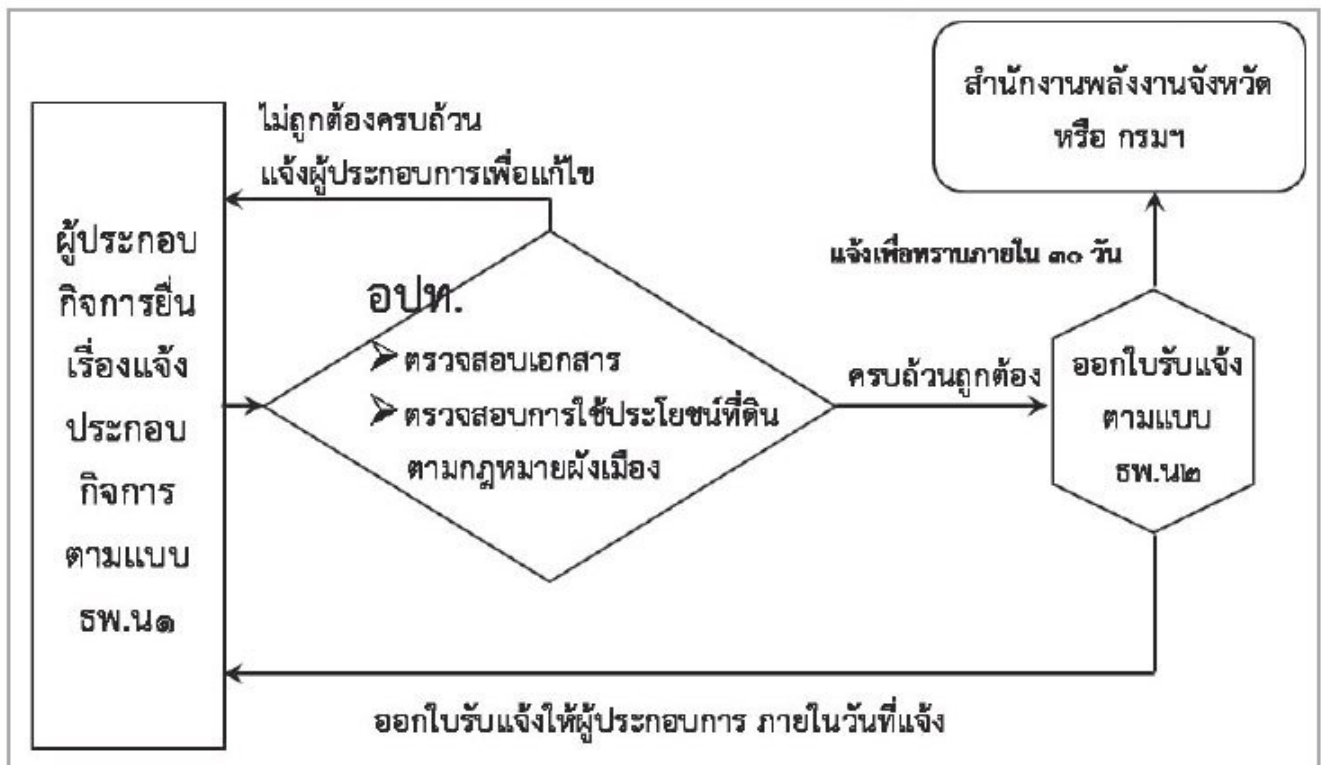 สำนักงานพลังงานจังหวัด
หรือ กรมฯ
ไม่ถูกต้องครบถ้วน
แจ้งผู้ประกอบการเพื่อแก้ไข
ผู้ประกอบ
กิจการยื่น
เรื่องแจ้ง
ประกอบ
กิจการ
ตามแบบ
ธพ.น๑
อปท.
➢ ตรวจสอบเอกสาร
➢ ตรวจสอบการใช้ประโยชน์ที่ดิน
ตามกฎหมายผังเมือง
ครบถ้วนถูกต้อง
แจ้งเพื่อทราบภายใน ๓๐ วัน
ออกใบรับแจ้ง
ตามแบบ
ธพ.น๒
ออกใบรับแจ้งให้ผู้ประกอบการ ภายในวันที่แจ้ง